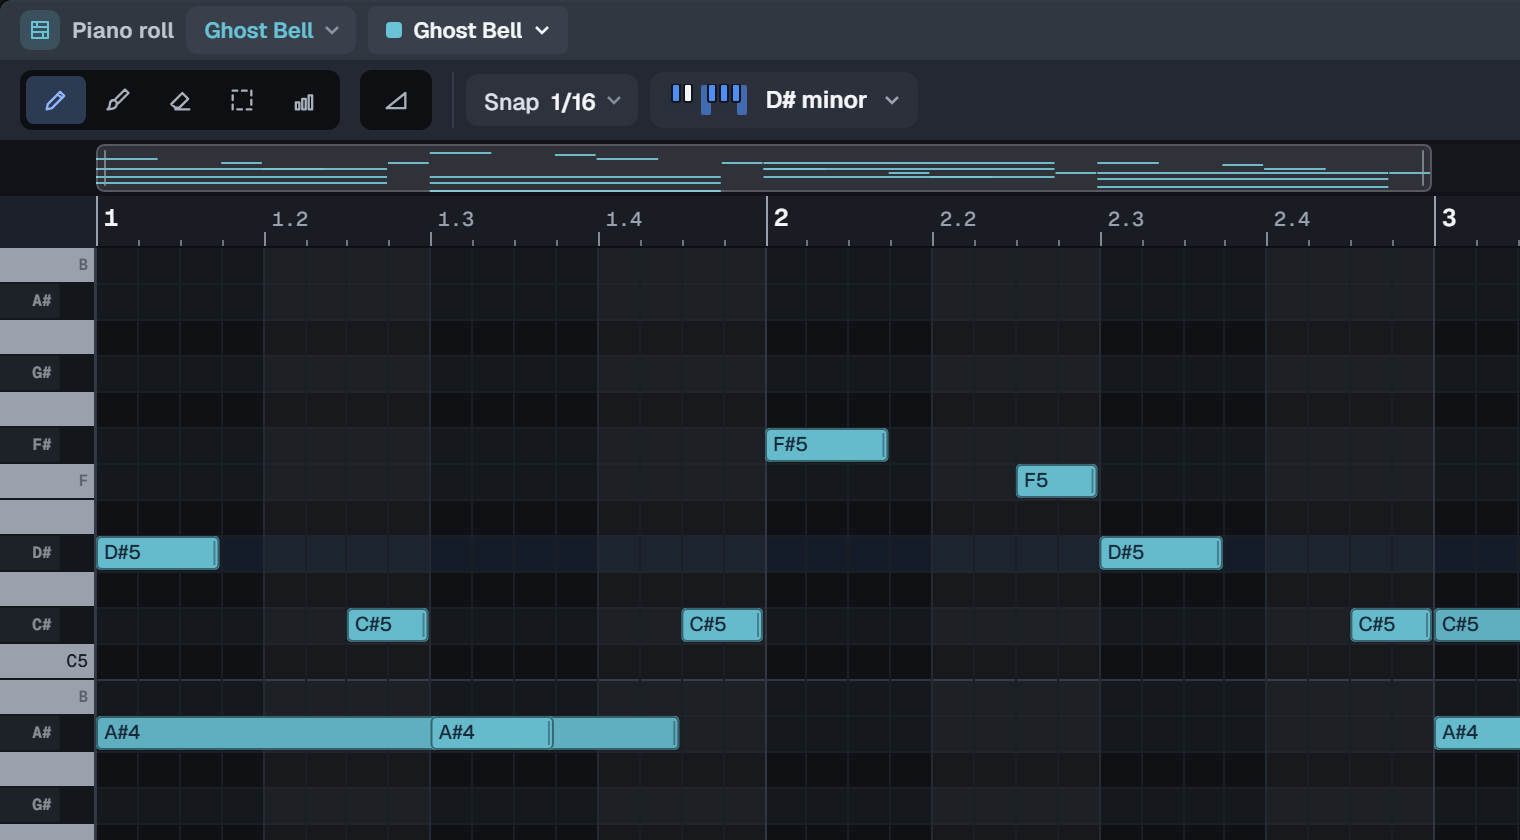 Piano roll Ghost Bell Ghost Bell
Snap 1/16 D# minor
1 1.2 1.3 1.4 2 2.2 2.3 2.4 3
B
A#
G#
F# F#5
F F5
D# D#5 D#5
C# C#5 C#5 C#5 C#5
C5
B
A# A#4 A#4 A#4
G#